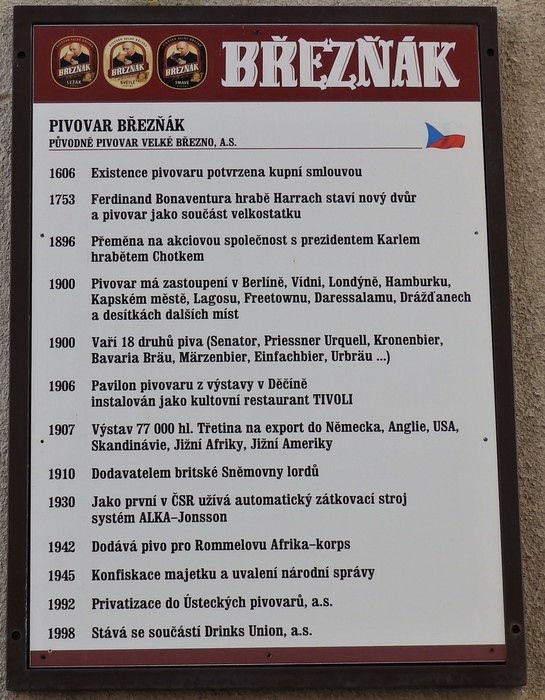 BŘEZŇÁK
BŘEZŇÁK
BŘEZŇÁK
BŘEZŇÁK
LEŽÁK
SVĚTLÉ
TMAVÉ
PIVOVAR BŘEZŇÁK
PŮVODNĚ PIVOVAR VELKÉ BŘEZNO, A.S.
1606 Existence pivovaru potvrzena kupní smlouvou
1753 Ferdinand Bonaventura hrabě Harrach staví nový dvůr
a pivovar jako součást velkostatku
1896 Přeměna na akciovou společnost s prezidentem Karlem
hrabětem Chotkem
1900 Pivovar má zastoupení v Berlíně, Vídni, Londýně, Hamburku,
Kapském městě, Lagosu, Freetownu, Daressalamu, Drážďanech
a desítkách dalších míst
1900 Vaří 18 druhů piva (Senator, Priessner Urquell, Kronenbier,
Bavaria Bräu, Märzenbier, Einfachbier, Urbräu ...)
1906 Pavilon pivovaru z výstavy v Děčíně
instalován jako kultovní restaurant TIVOLI
1907 Výstav 77 000 hl. Třetina na export do Německa, Anglie, USA,
Skandinávie, Jižní Afriky, Jižní Ameriky
1910 Dodavatelem britské Sněmovny lordů
1930 Jako první v ČSR užívá automatický zátkovací stroj
systém ALKA–Jonsson
1942 Dodává pivo pro Rommelovu Afrika–korps
1945 Konfiskace majetku a uvalení národní správy
1992 Privatizace do Ústeckých pivovarů, a.s.
1998 Stává se součástí Drinks Union, a.s.